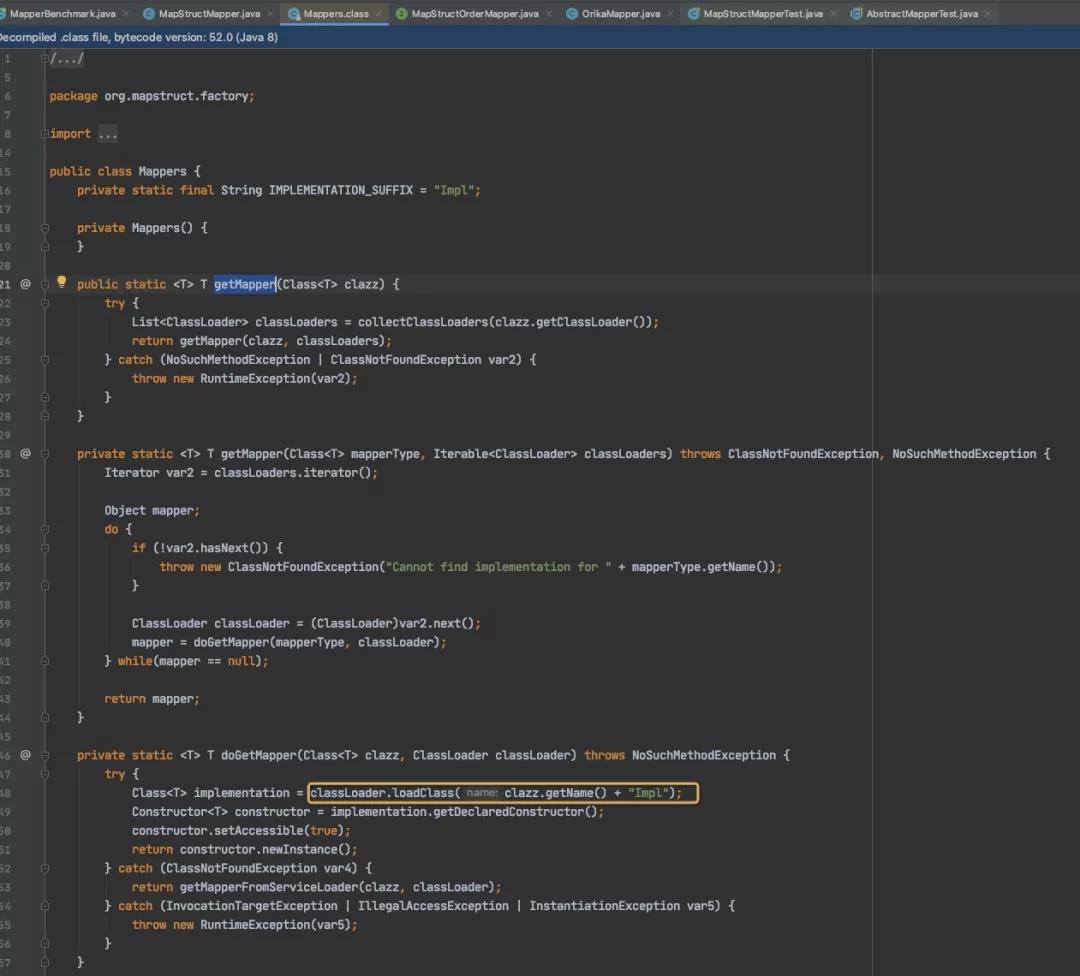 MapperBenchmark.java MapStructMapper.java Mappers.class MapStructOrderMapper.java OrikaMapper.java MapStructMapperTest.java AbstractMapperTest.java
Decompiled .class file, bytecode version: 52.0 (Java 8)
1 /.../
5
6 package org.mapstruct.factory;
7
8 import ...
14
15 public class Mappers {
16 private static final String IMPLEMENTATION_SUFFIX = "Impl";
17
18 private Mappers() {
19 }
20
21 @ public static <T> T getMapper(Class<T> clazz) {
22 try {
23 List<ClassLoader> classLoaders = collectClassLoaders(clazz.getClassLoader());
24 return getMapper(clazz, classLoaders);
25 } catch (NoSuchMethodException | ClassNotFoundException var2) {
26 throw new RuntimeException(var2);
27 }
28 }
29
30 @ private static <T> T getMapper(Class<T> mapperType, Iterable<ClassLoader> classLoaders) throws ClassNotFoundException, NoSuchMethodException {
31 Iterator var2 = classLoaders.iterator();
32
33 Object mapper;
34 do {
35 if (!var2.hasNext()) {
36 throw new ClassNotFoundException("Cannot find implementation for " + mapperType.getName());
37 }
38
39 ClassLoader classLoader = (ClassLoader)var2.next();
40 mapper = doGetMapper(mapperType, classLoader);
41 } while(mapper == null);
42
43 return mapper;
44 }
45
46 @ private static <T> T doGetMapper(Class<T> clazz, ClassLoader classLoader) throws NoSuchMethodException {
47 try {
48 Class<T> implementation = classLoader.loadClass( name: clazz.getName() + "Impl");
49 Constructor<T> constructor = implementation.getDeclaredConstructor();
50 constructor.setAccessible(true);
51 return constructor.newInstance();
52 } catch (ClassNotFoundException var4) {
53 return getMapperFromServiceLoader(clazz, classLoader);
54 } catch (InvocationTargetException | IllegalAccessException | InstantiationException var5) {
55 throw new RuntimeException(var5);
56 }
57 }